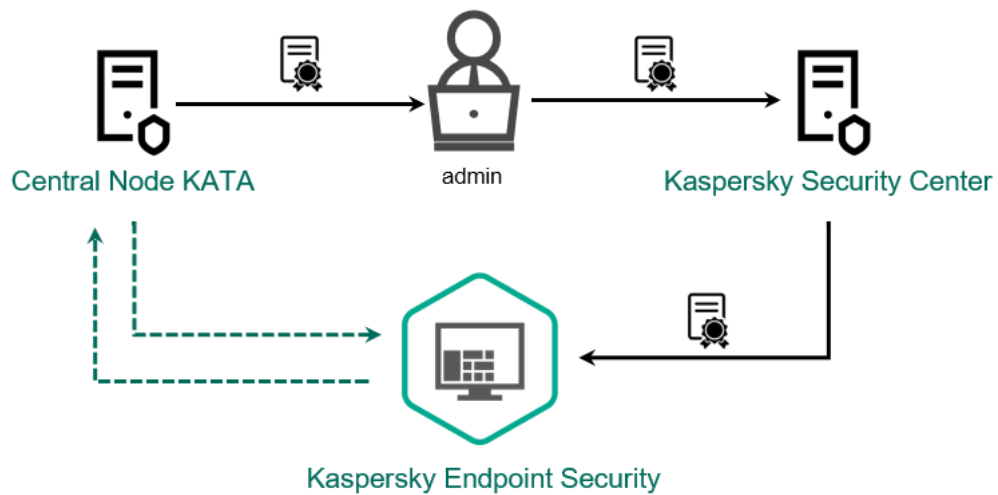 Central Node KATA
admin
Kaspersky Security Center
Kaspersky Endpoint Security